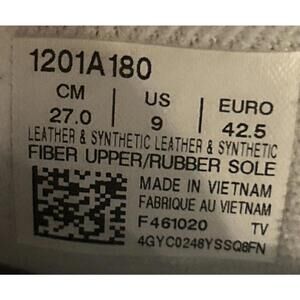 1201A180
CM US EURO
27.0 9 42.5
LEATHER & SYNTHETIC LEATHER & SYNTHETIC
FIBER UPPER/RUBBER SOLE
MADE IN VIETNAM
FABRIQUE AU VIETNAM
F461020 TV
4GYC0248YSSQ8FN